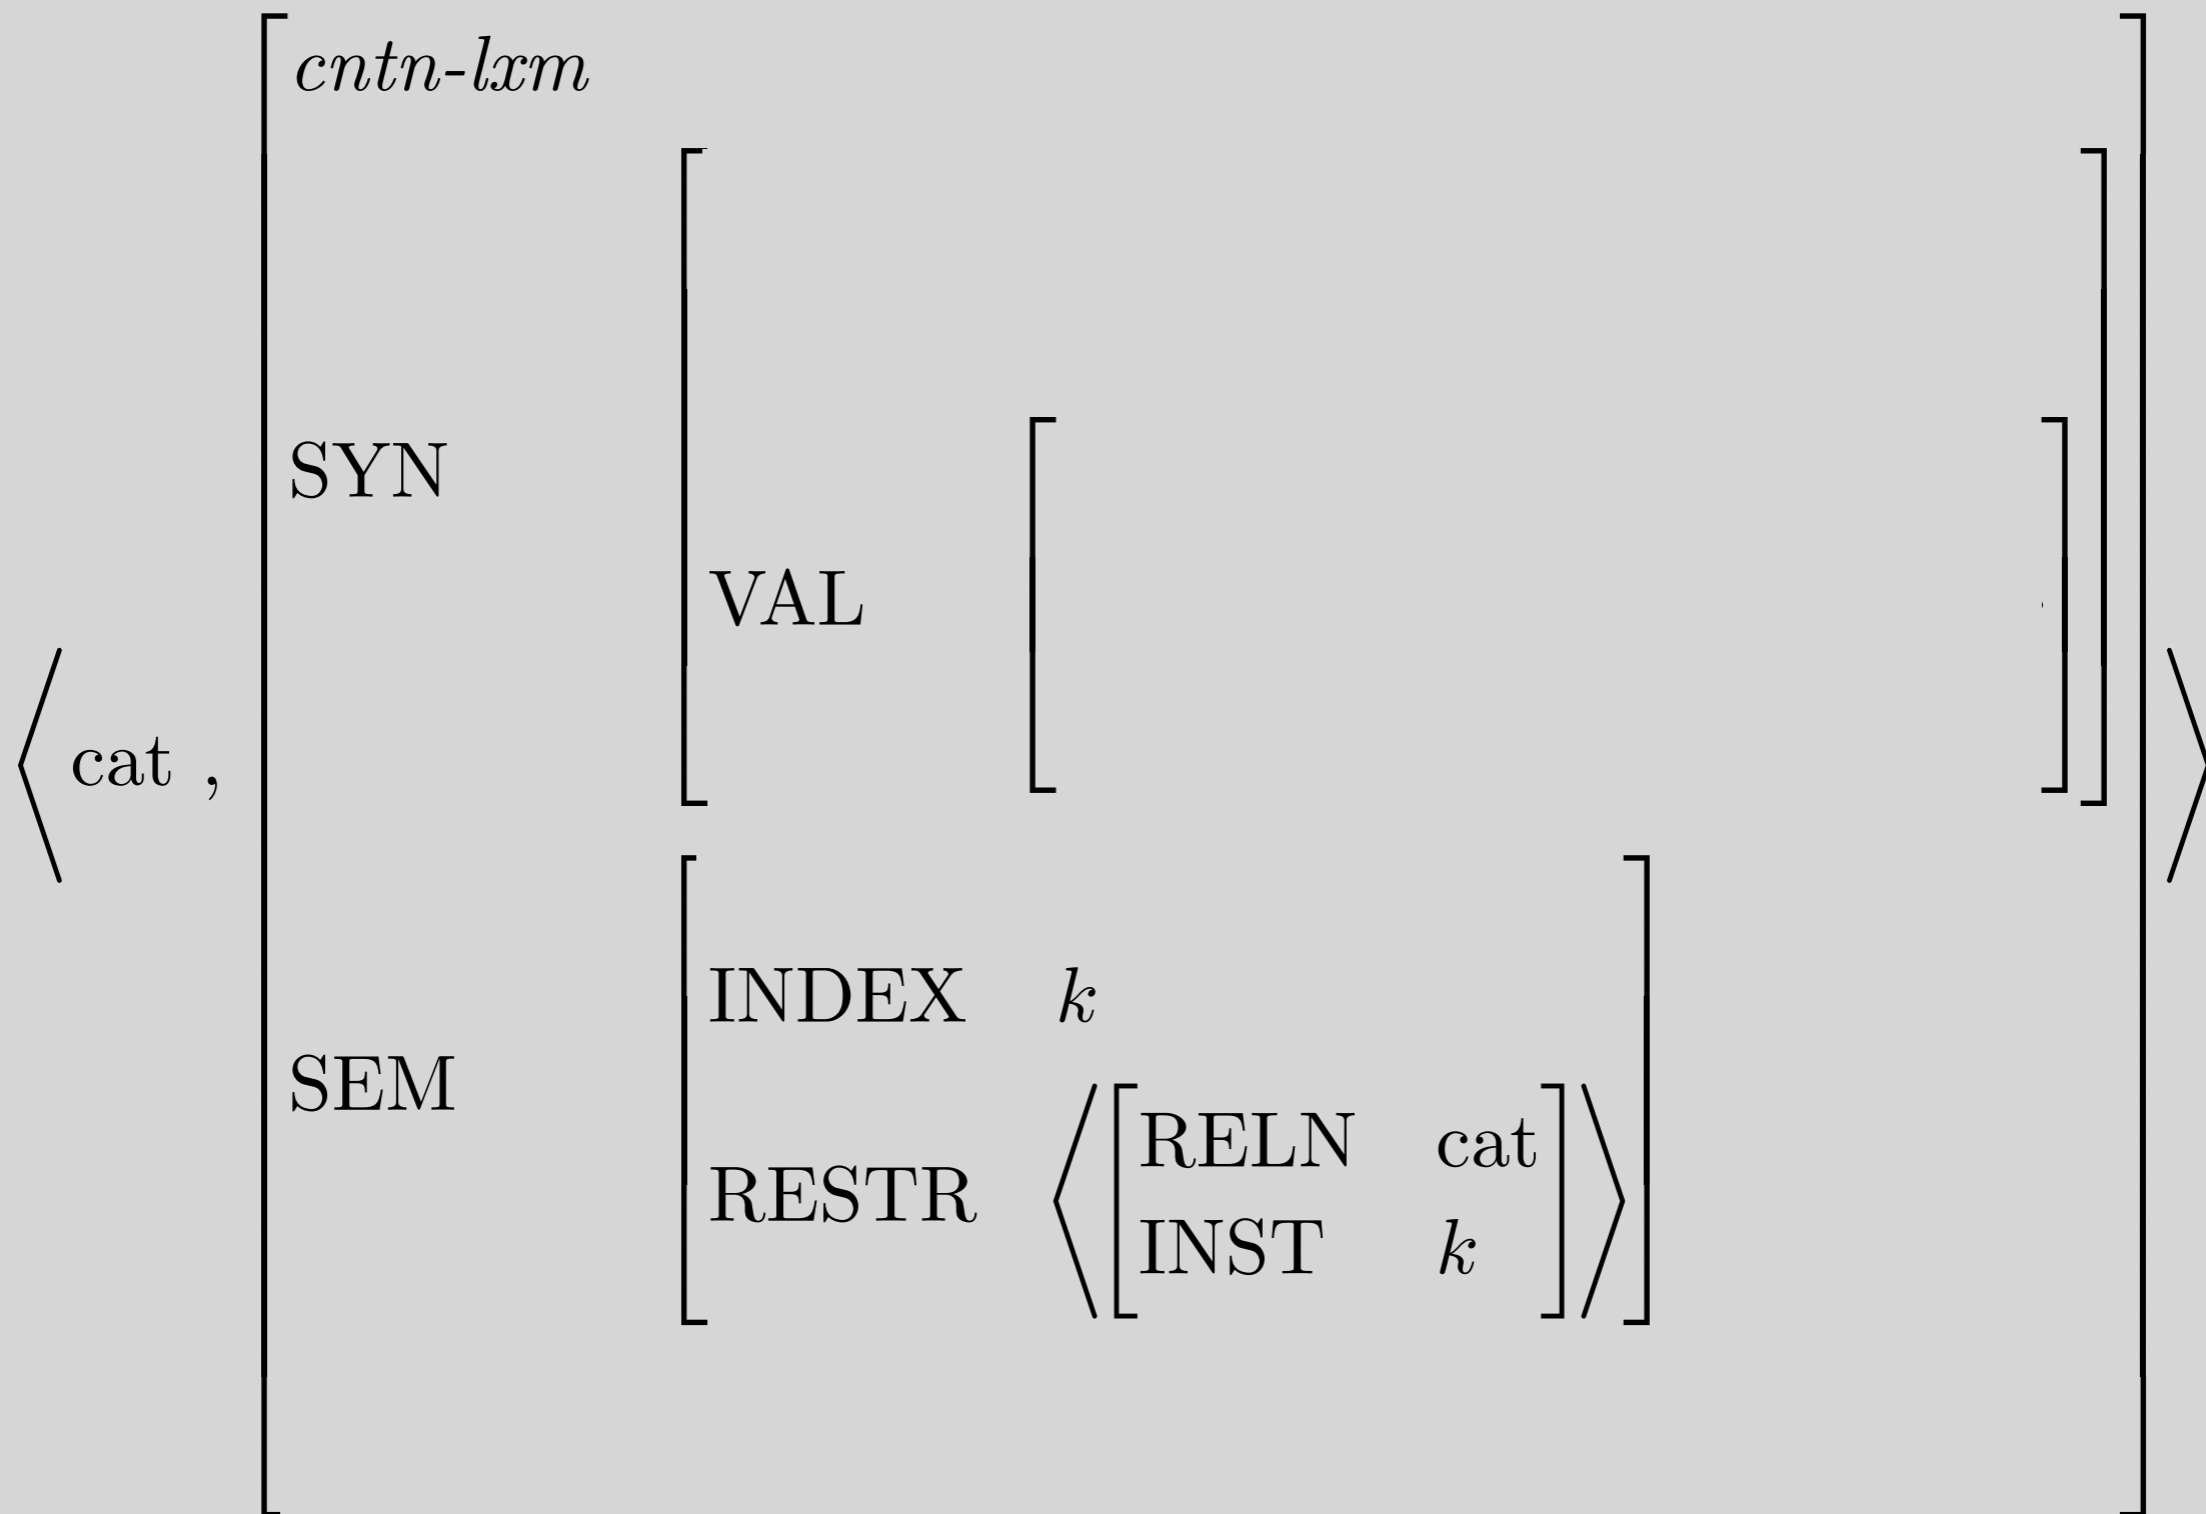 cntn-lxm
SYN
VAL
⟨cat ,
INDEX k
SEM
RELN cat
RESTR
INST k